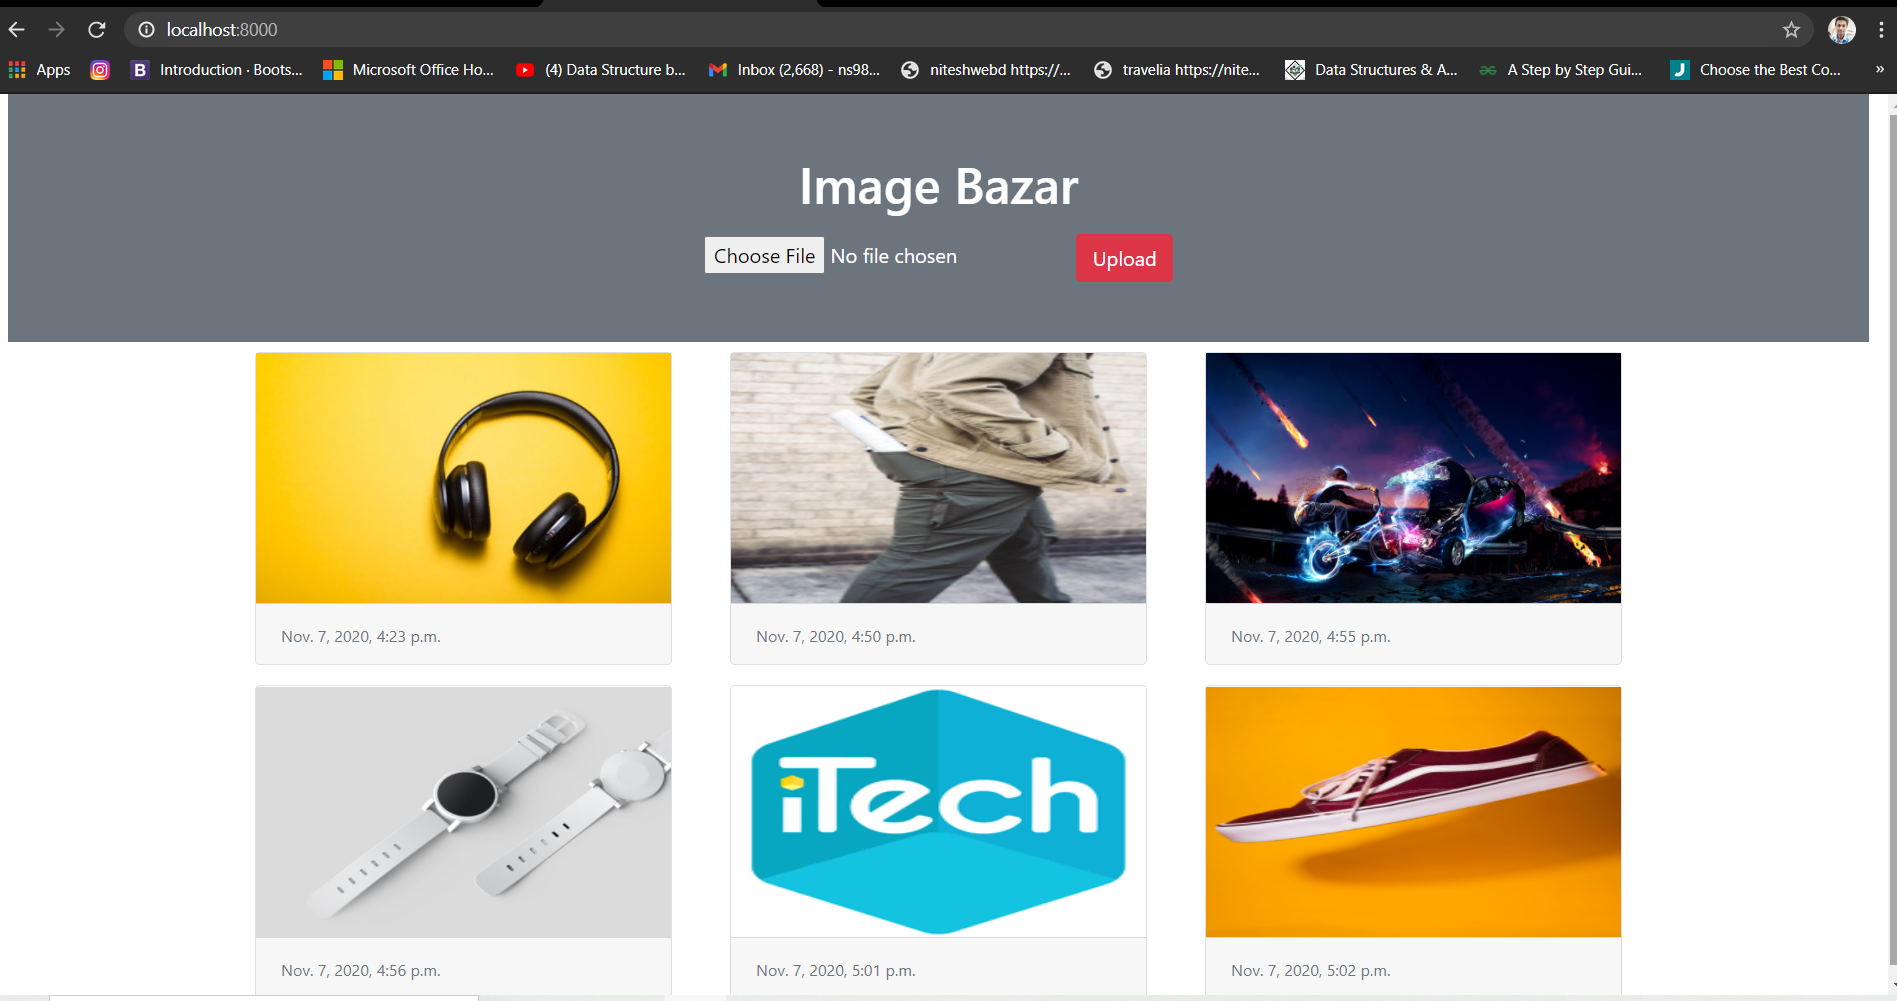 localhost:8000
Apps
B Introduction · Boots...
Microsoft Office Ho...
(4) Data Structure b...
Inbox (2,668) - ns98...
niteshwebd https://...
travelia https://nite...
Data Structures & A...
A Step by Step Gui...
J Choose the Best Co...
»
Image Bazar
Choose File No file chosen Upload
Nov. 7, 2020, 4:23 p.m.
Nov. 7, 2020, 4:50 p.m.
Nov. 7, 2020, 4:55 p.m.
iTech
Nov. 7, 2020, 4:56 p.m.
Nov. 7, 2020, 5:01 p.m.
Nov. 7, 2020, 5:02 p.m.